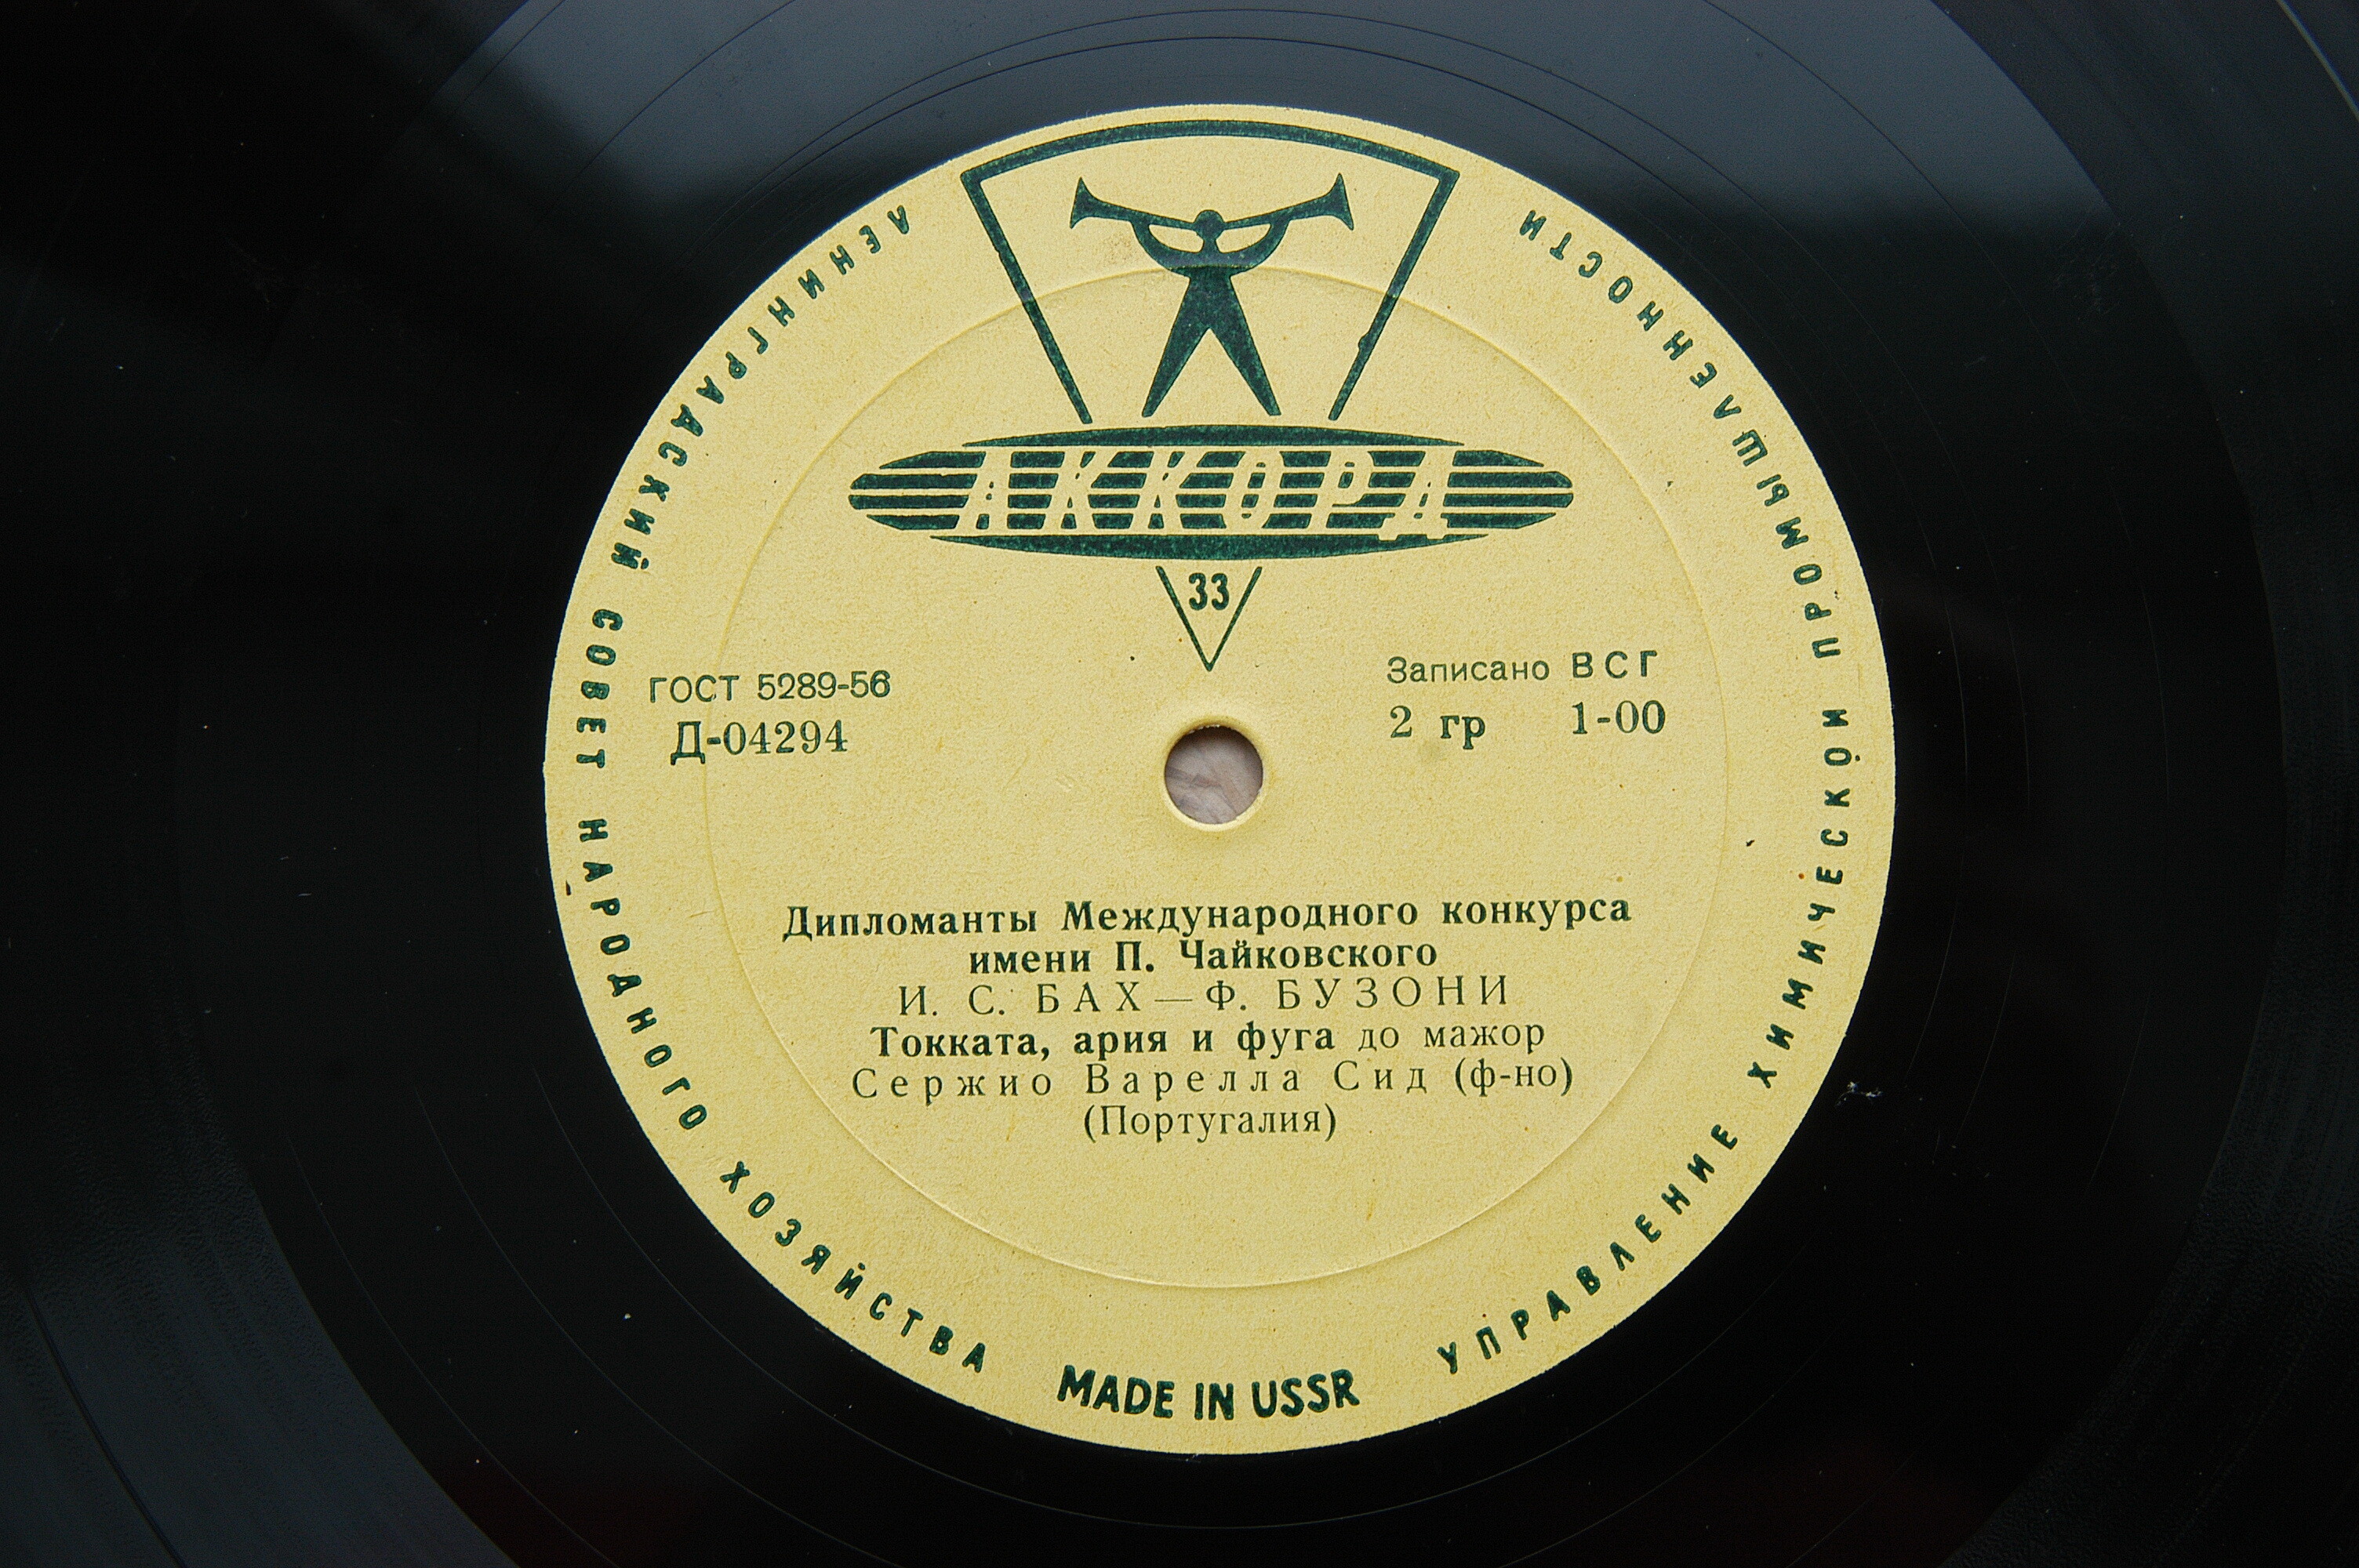 АККОРД
33
ГОСТ 5289-56
Д-04294
Записано ВСГ
2 гр 1-00
Дипломанты Международного конкурса
имени П. Чайковского
И. С. БАХ — Ф. БУЗОНИ
Токката, ария и фуга до мажор
Сержио Варелла Сид (ф-но)
(Португалия)
ЛЕНИНГРАДСКИЙ СОВЕТ НАРОДНОГО ХОЗЯЙСТВА
MADE IN USSR
УПРАВЛЕНИЕ ХИМИЧЕСКОЙ ПРОМЫШЛЕННОСТИ